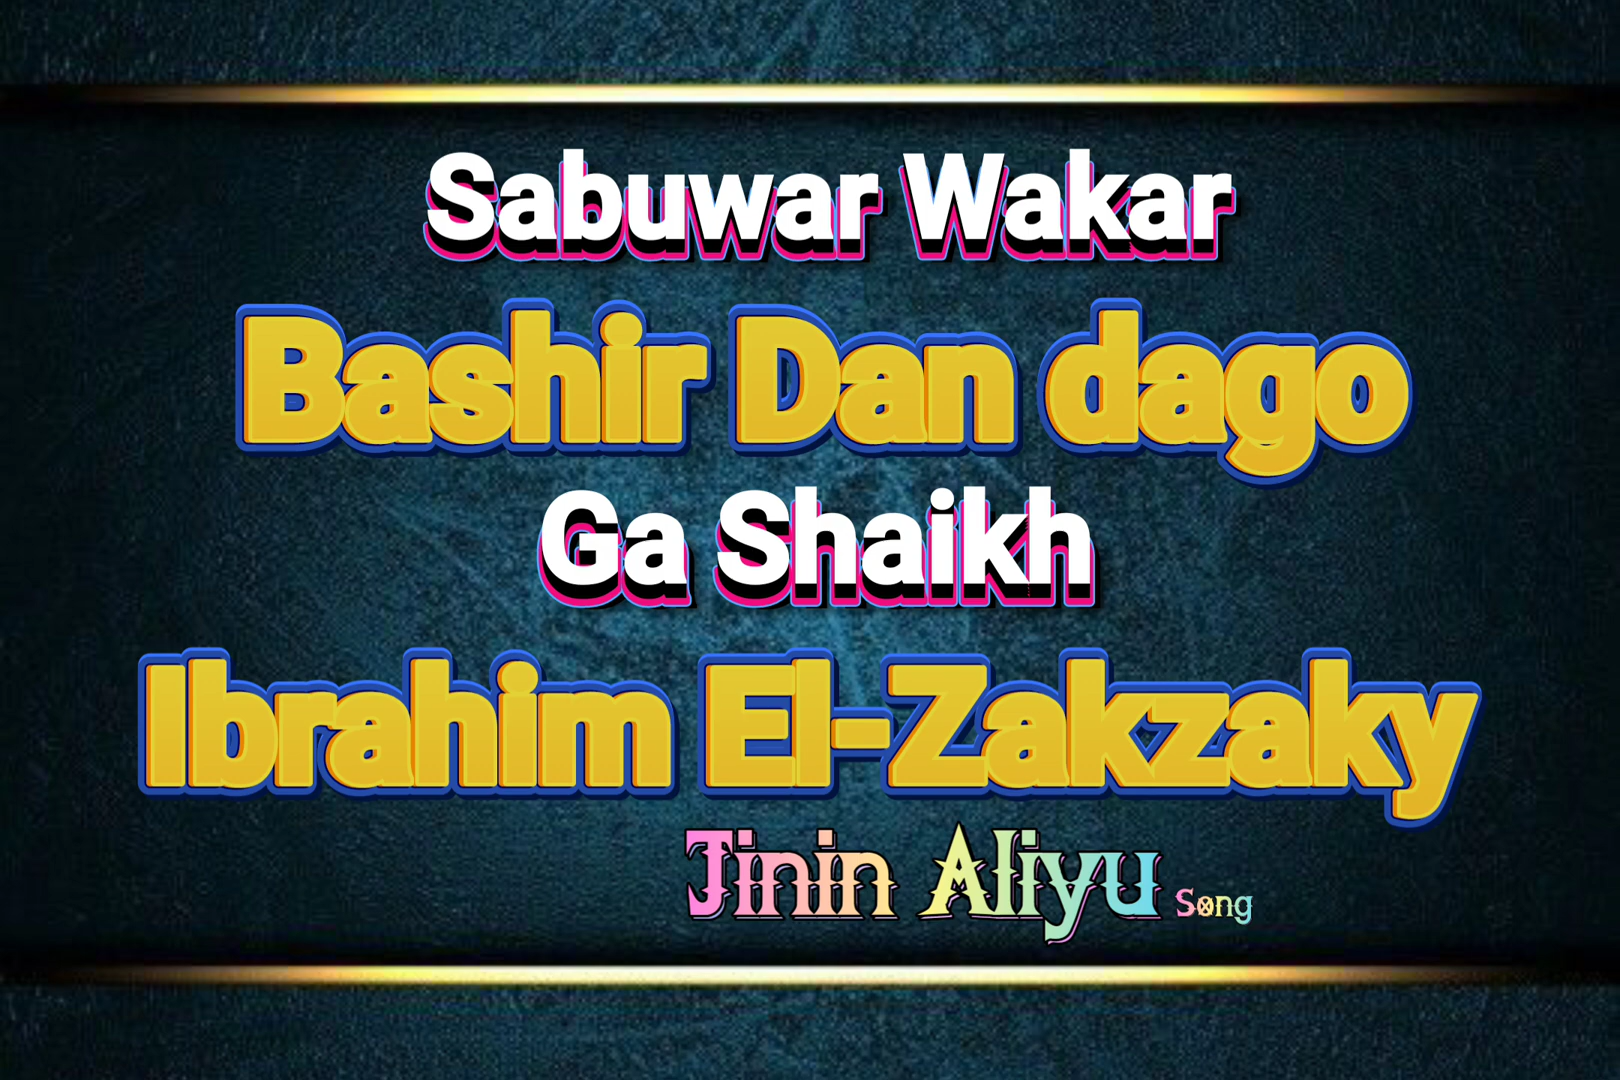 Sabuwar Wakar
Bashir Dan dago
Ga Shaikh
Ibrahim El-Zakzaky
Jinin Aliyu Song